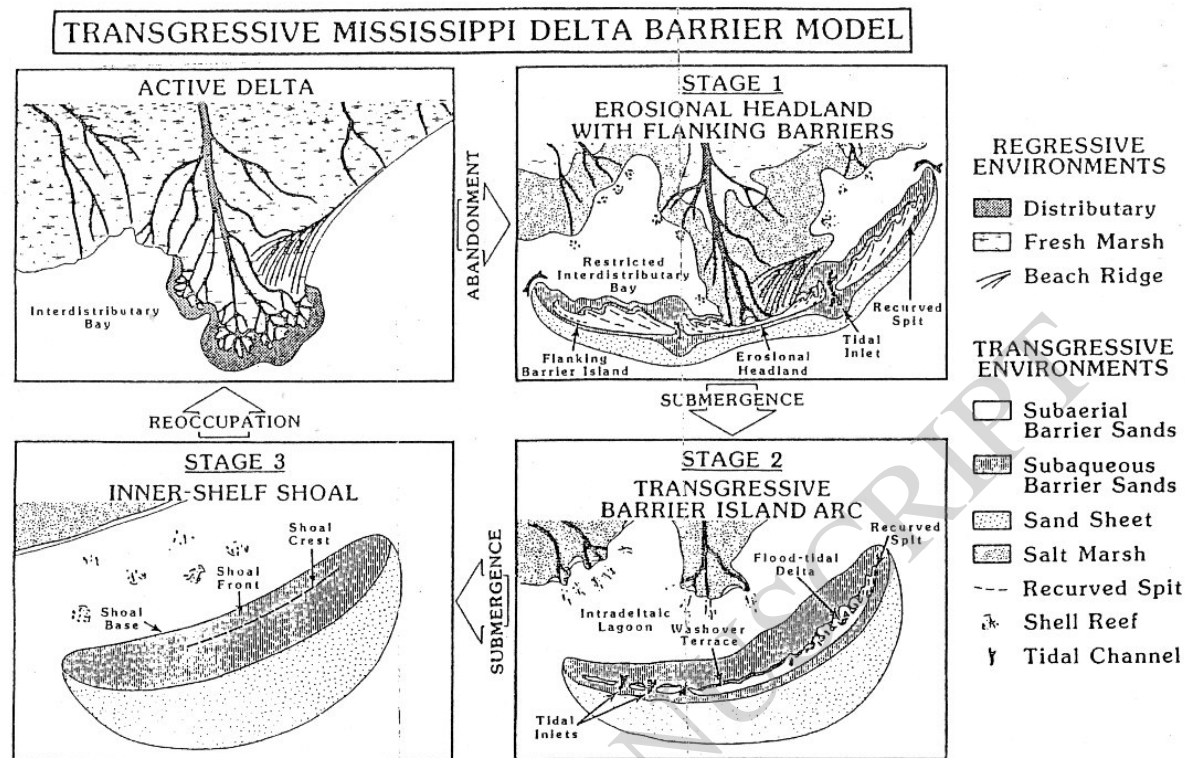 TRANSGRESSIVE MISSISSIPPI DELTA BARRIER MODEL
ACTIVE DELTA
Interdistributary
Bay
ABANDONMENT
STAGE 1
EROSIONAL HEADLAND
WITH FLANKING BARRIERS
Restricted
Interdistributary
Bay
Recurved
Spit
Tidal
Inlet
Flanking
Barrier Island
Erosional
Headland
SUBMERGENCE
STAGE 2
TRANSGRESSIVE
BARRIER ISLAND ARC
Recurved
Spit
Flood-tidal
Delta
Intradeltaic
Lagoon
Washover
Terrace
Tidal
Inlets
SUBMERGENCE
STAGE 3
INNER-SHELF SHOAL
Shoal
Crest
Shoal
Front
Shoal
Base
REOCCUPATION
REGRESSIVE
ENVIRONMENTS
Distributary
Fresh Marsh
Beach Ridge
TRANSGRESSIVE
ENVIRONMENTS
Subaerial
Barrier Sands
Subaqueous
Barrier Sands
Sand Sheet
Salt Marsh
Recurved Spit
Shell Reef
Tidal Channel
NUSCRIPT